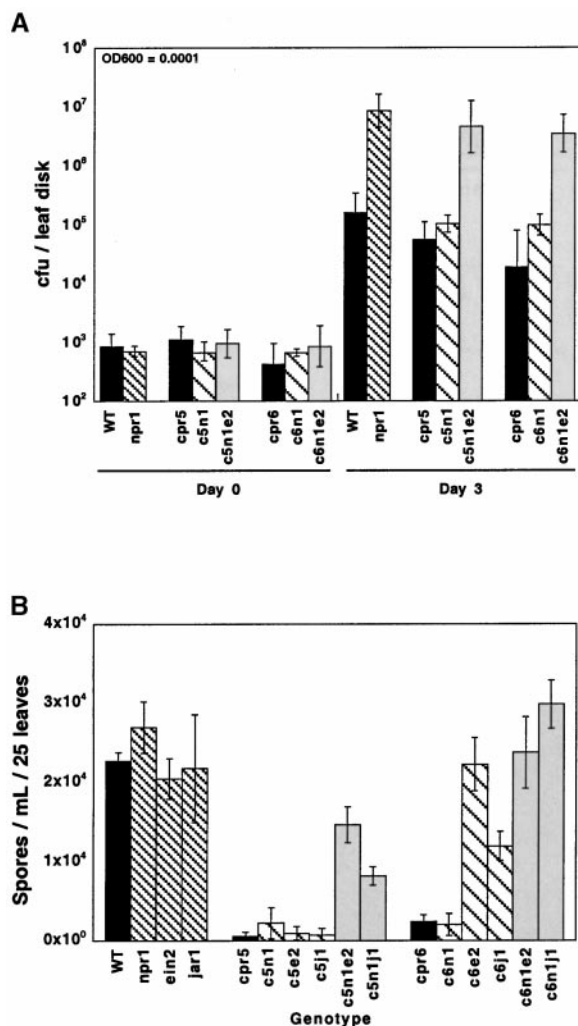 A
OD600 = 0.0001
cfu / leaf disk
10⁸
10⁷
10⁶
10⁵
10⁴
10³
10²
WT
npr1
cpr5
c5n1
c5n1e2
cpr6
c6n1
c6n1e2
WT
npr1
cpr5
c5n1
c5n1e2
cpr6
c6n1
c6n1e2
Day 0
Day 3
B
Spores / mL / 25 leaves
4x10⁴
3x10⁴
2x10⁴
1x10⁴
0x10⁰
WT
npr1
ein2
jar1
cpr5
c5n1
c5e2
c5j1
c5n1e2
c5n1j1
cpr6
c6n1
c6e2
c6j1
c6n1e2
c6n1j1
Genotype